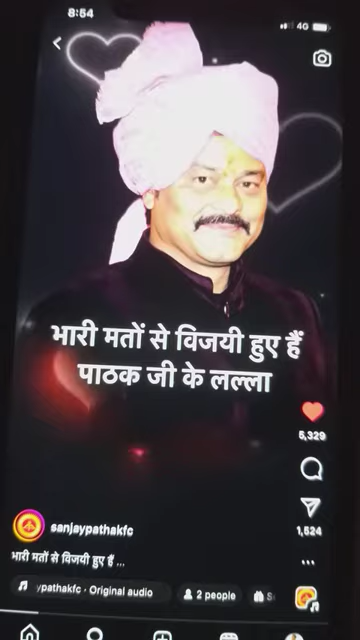 8:54
4G
भारी मतों से विजयी हुए हैं
पाठक जी के लल्ला
5,329
1,524
sanjaypathakfc
भारी मतों से विजयी हुए हैं ...
ypathakfc · Original audio
2 people
S